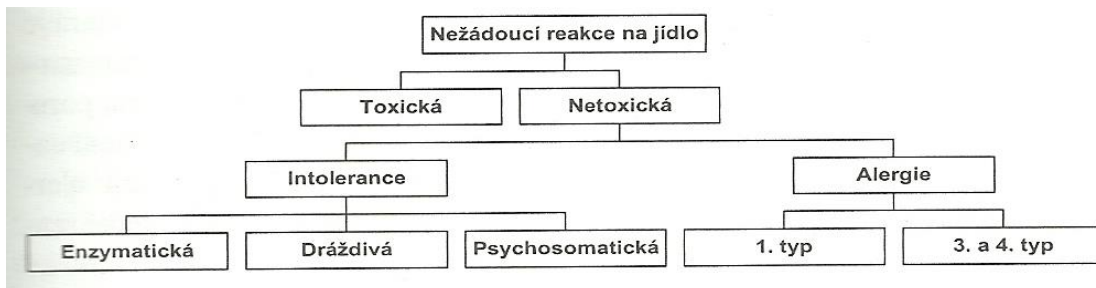 Nežádoucí reakce na jídlo
Toxická
Netoxická
Intolerance
Alergie
Enzymatická
Dráždivá
Psychosomatická
1. typ
3. a 4. typ